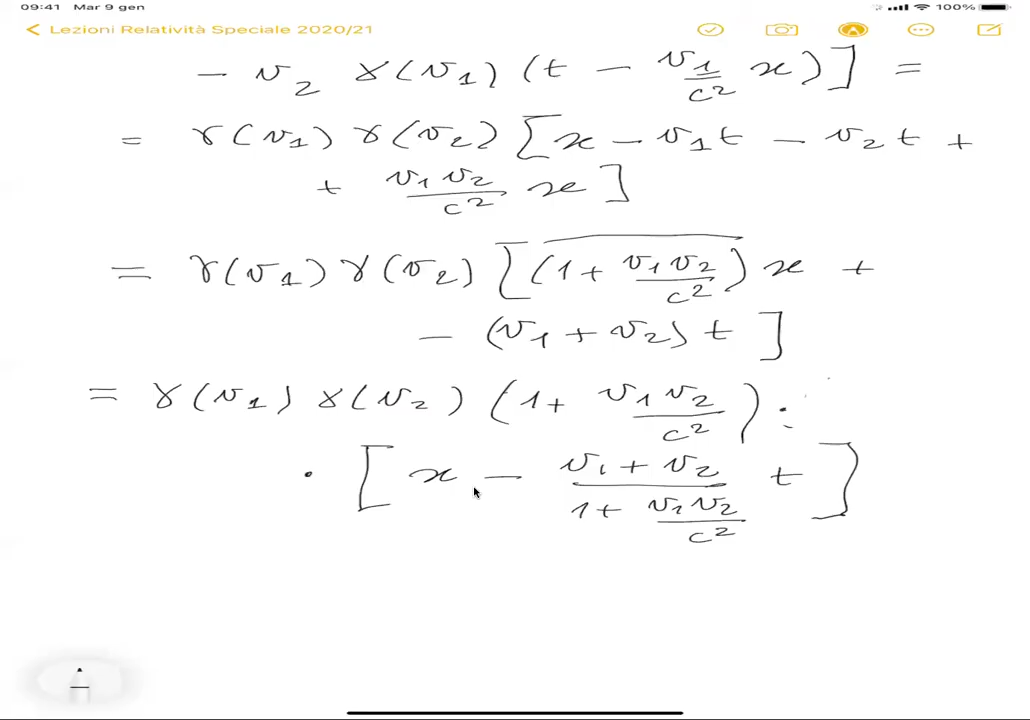 09:41 Mar 9 gen 100%
Lezioni Relatività Speciale 2020/21
- v₂ γ(v₁) (t - v₁/c² x)] =
= γ(v₁) γ(v₂) [x - v₁t - v₂t +
+ v₁v₂/c² x]
= γ(v₁) γ(v₂) [(1 + v₁v₂/c²) x +
- (v₁ + v₂) t ]
= γ(v₁) γ(v₂) (1 + v₁v₂/c²) ·
· [ x - (v₁ + v₂)/(1 + v₁v₂/c²) t ]